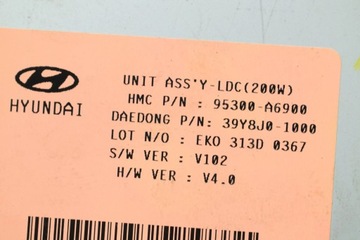 UNIT ASS'Y-LDC(200W)
HMC P/N : 95300-A6900
DAEDONG P/N: 39Y8J0-1000
LOT N/O : EKO 313D 0367
S/W VER : V102
H/W VER : V4.0
HYUNDAI